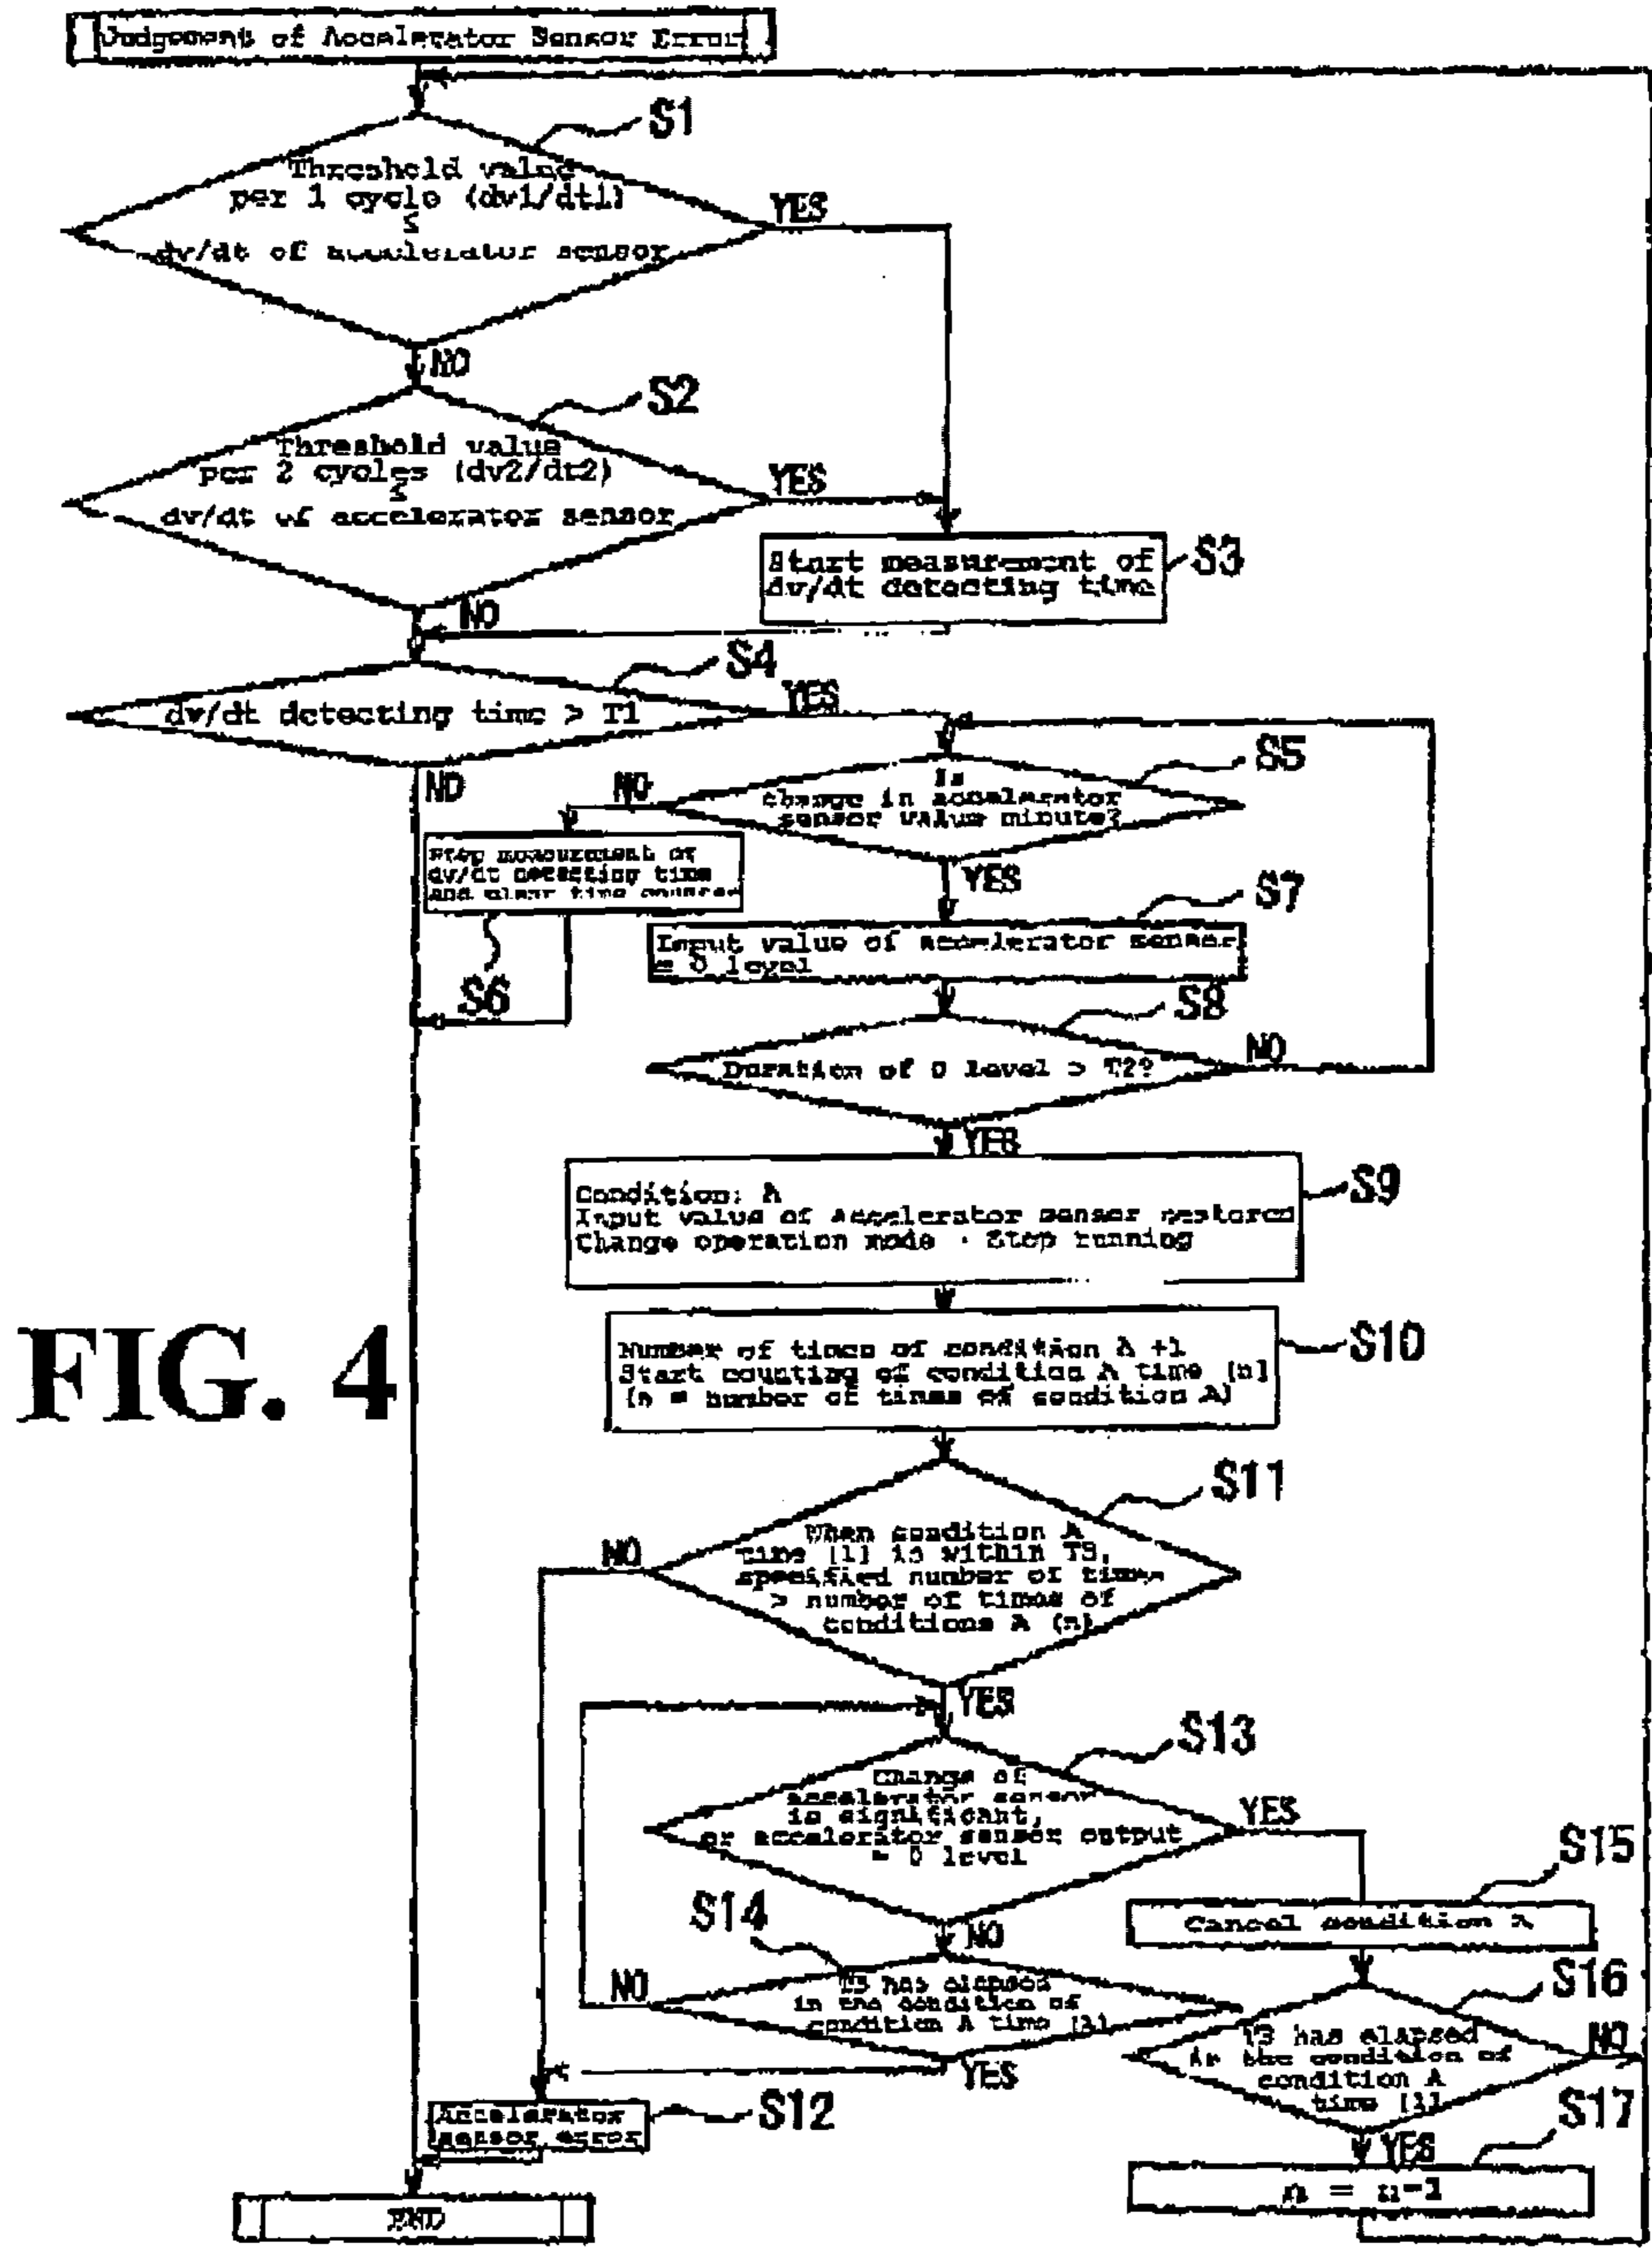 Judgement of Accelerator Sensor Error
S1
Threshold value
per 1 cycle (dv1/dt1)
≤
dv/dt of accelerator sensor
YES
NO
S2
Threshold value
per 2 cycles (dv2/dt2)
≤
dv/dt of accelerator sensor
YES
NO
S3
Start measurement of
dv/dt detecting time
S4
dv/dt detecting time > T1
YES
NO
S5
Is
change in accelerator
sensor value minute?
NO
YES
Stop measurement of
dv/dt detecting time
and clear time counter
S6
S7
Input value of accelerator sensor
= 0 level
S8
Duration of 0 level > T2?
NO
YES
S9
Condition: A
Input value of accelerator sensor restored
Change operation mode · Stop running
FIG. 4
S10
Number of times of condition A +1
Start counting of condition A time [n]
(n = number of times of condition A)
S11
When condition A
time [1] is within T3,
specified number of times
> number of times of
conditions A (n)
NO
YES
S13
Change of
accelerator sensor
is significant,
or accelerator sensor output
= 0 level
YES
NO
S14
T3 has elapsed
in the condition of
condition A time [1]
NO
YES
S15
Cancel condition A
S16
T3 has elapsed
in the condition of
condition A
time [1]
NO
YES
S12
Accelerator
sensor error
S17
n = n-1
END